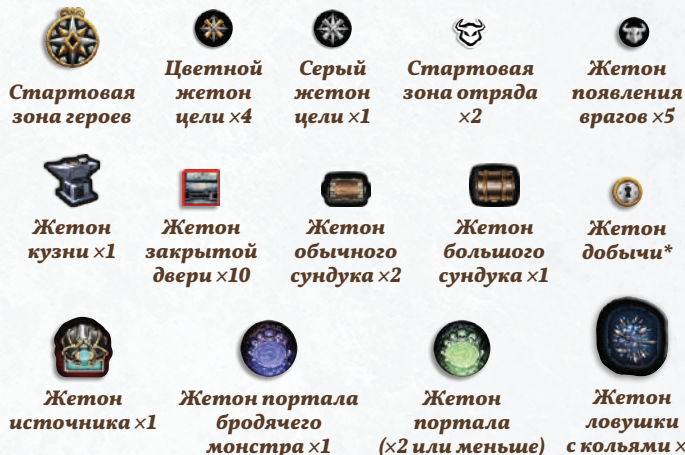 Стартовая
зона героев
Цветной
жетон
цели ×4
Серый
жетон
цели ×1
Стартовая
зона отряда
×2
Жетон
появления
врагов ×5
Жетон
кузни ×1
Жетон
закрытой
двери ×10
Жетон
обычного
сундука ×2
Жетон
большого
сундука ×1
Жетон
добычи*
Жетон
источника ×1
Жетон портала
бродячего
монстра ×1
Жетон
портала
(×2 или меньше)
Жетон
ловушки
с кольями ×